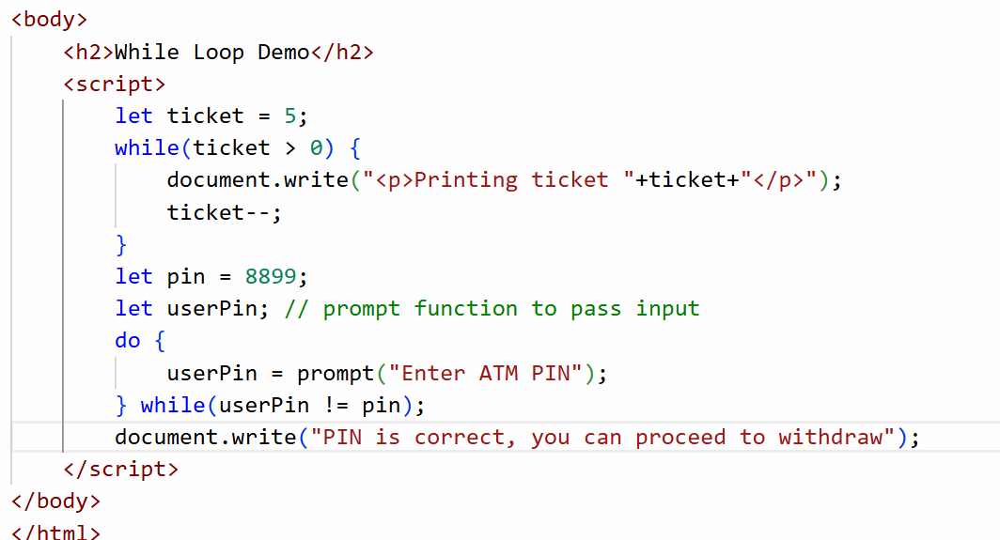 <body>
    <h2>While Loop Demo</h2>
    <script>
        let ticket = 5;
        while(ticket > 0) {
            document.write("<p>Printing ticket "+ticket+"</p>");
            ticket--;
        }
        let pin = 8899;
        let userPin; // prompt function to pass input
        do {
            userPin = prompt("Enter ATM PIN");
        } while(userPin != pin);
        document.write("PIN is correct, you can proceed to withdraw");
    </script>
</body>
</html>